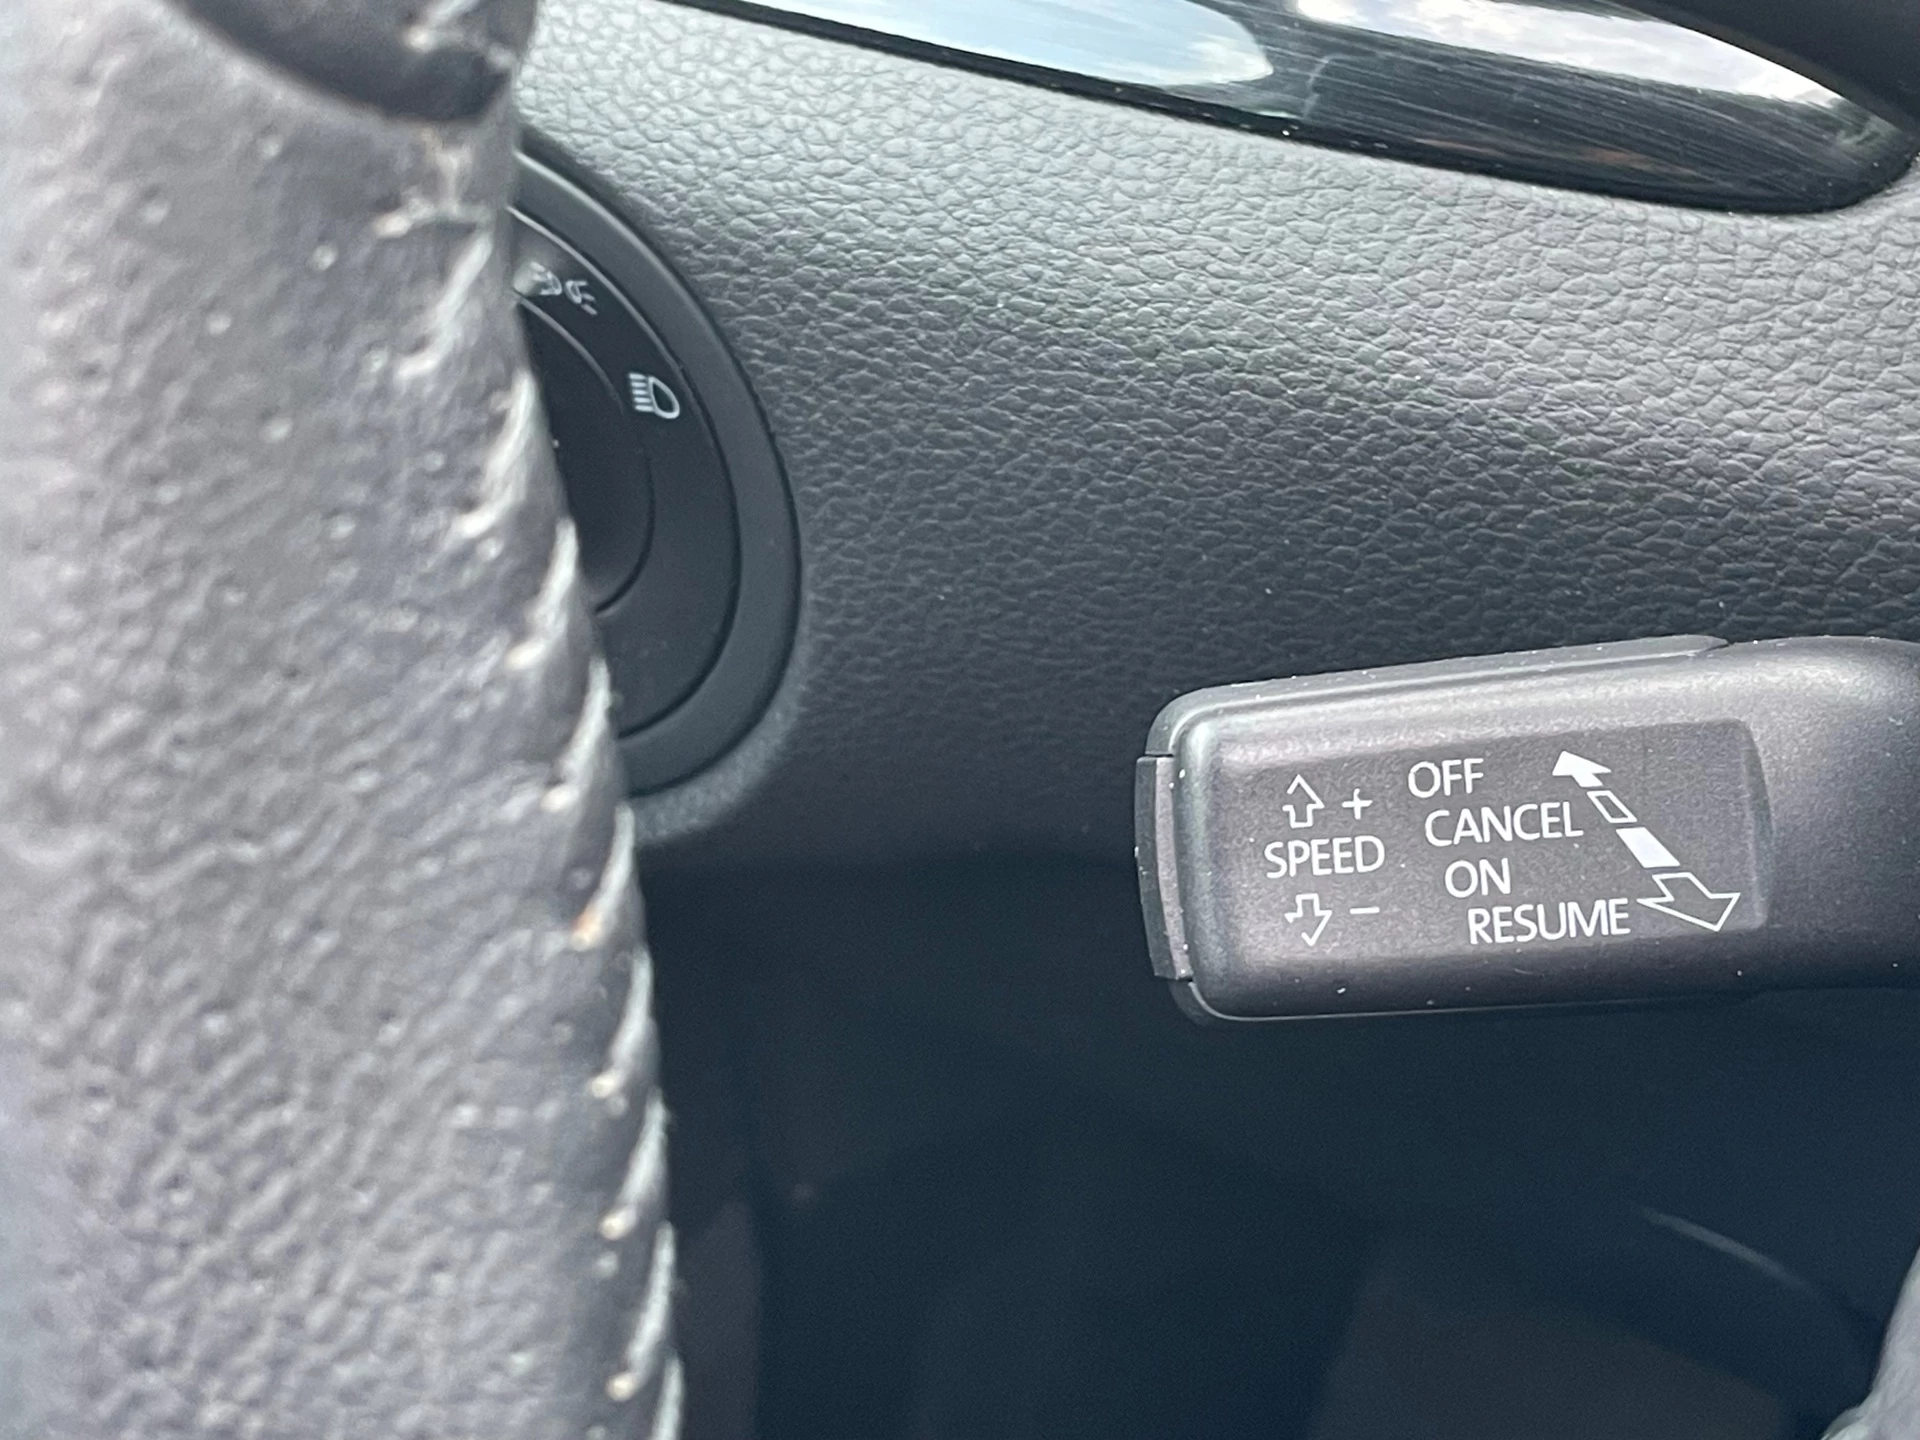 +
SPEED
−
OFF
CANCEL
ON
RESUME